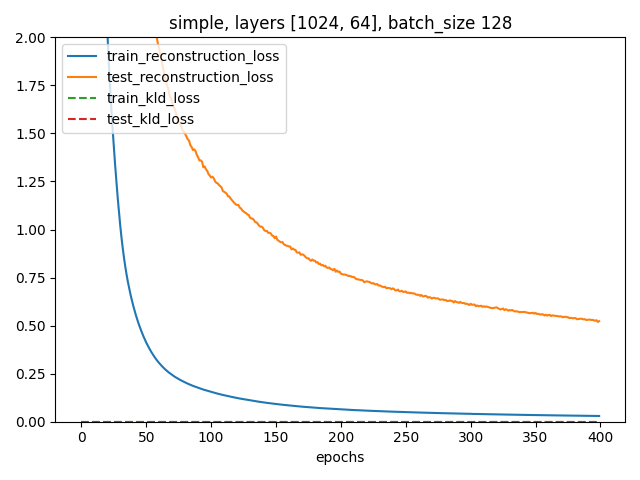 simple, layers [1024, 64], batch_size 128
2.00
1.75
1.50
1.25
1.00
0.75
0.50
0.25
0.00
train_reconstruction_loss
test_reconstruction_loss
train_kld_loss
test_kld_loss
0 50 100 150 200 250 300 350 400
epochs